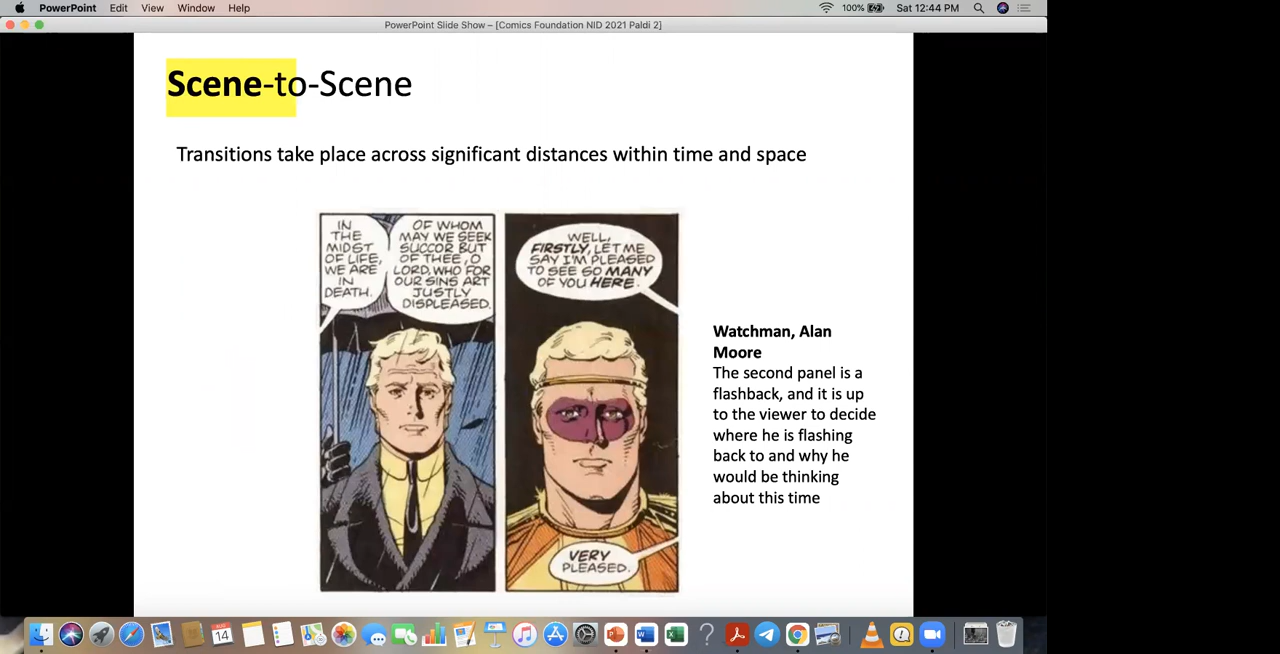 PowerPoint Edit View Window Help
100% Sat 12:44 PM
PowerPoint Slide Show – [Comics Foundation NID 2021 Paldi 2]
Scene-to-Scene
Transitions take place across significant distances within time and space
IN
THE
MIDST
OF LIFE,
WE ARE
IN
DEATH.
OF WHOM
MAY WE SEEK
SUCCOR BUT
OF THEE, O
LORD, WHO FOR
OUR SINS ART
JUSTLY
DISPLEASED.
WELL,
FIRSTLY, LET ME
SAY I'M PLEASED
TO SEE SO MANY
OF YOU HERE.
VERY
PLEASED.
Watchman, Alan
Moore
The second panel is a
flashback, and it is up
to the viewer to decide
where he is flashing
back to and why he
would be thinking
about this time
AUG
14